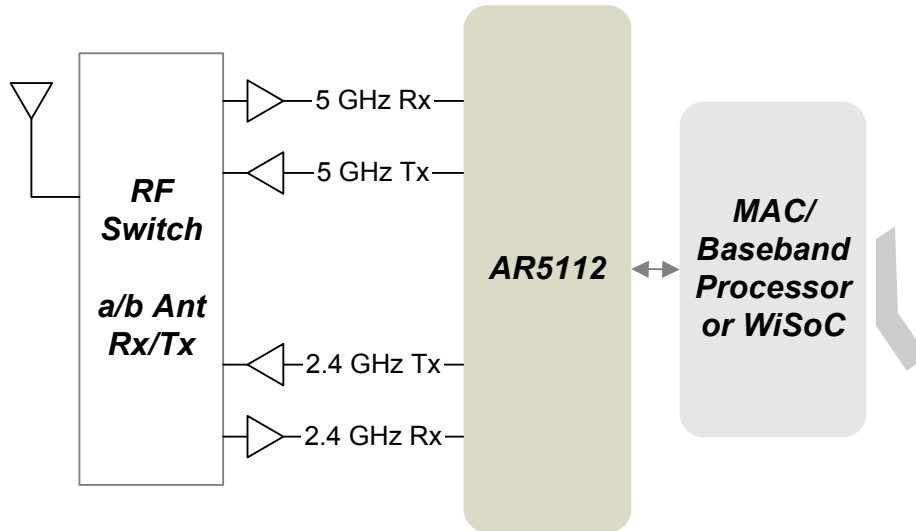 RF
Switch
a/b Ant
Rx/Tx
5 GHz Rx
5 GHz Tx
2.4 GHz Tx
2.4 GHz Rx
AR5112
MAC/
Baseband
Processor
or WiSoC